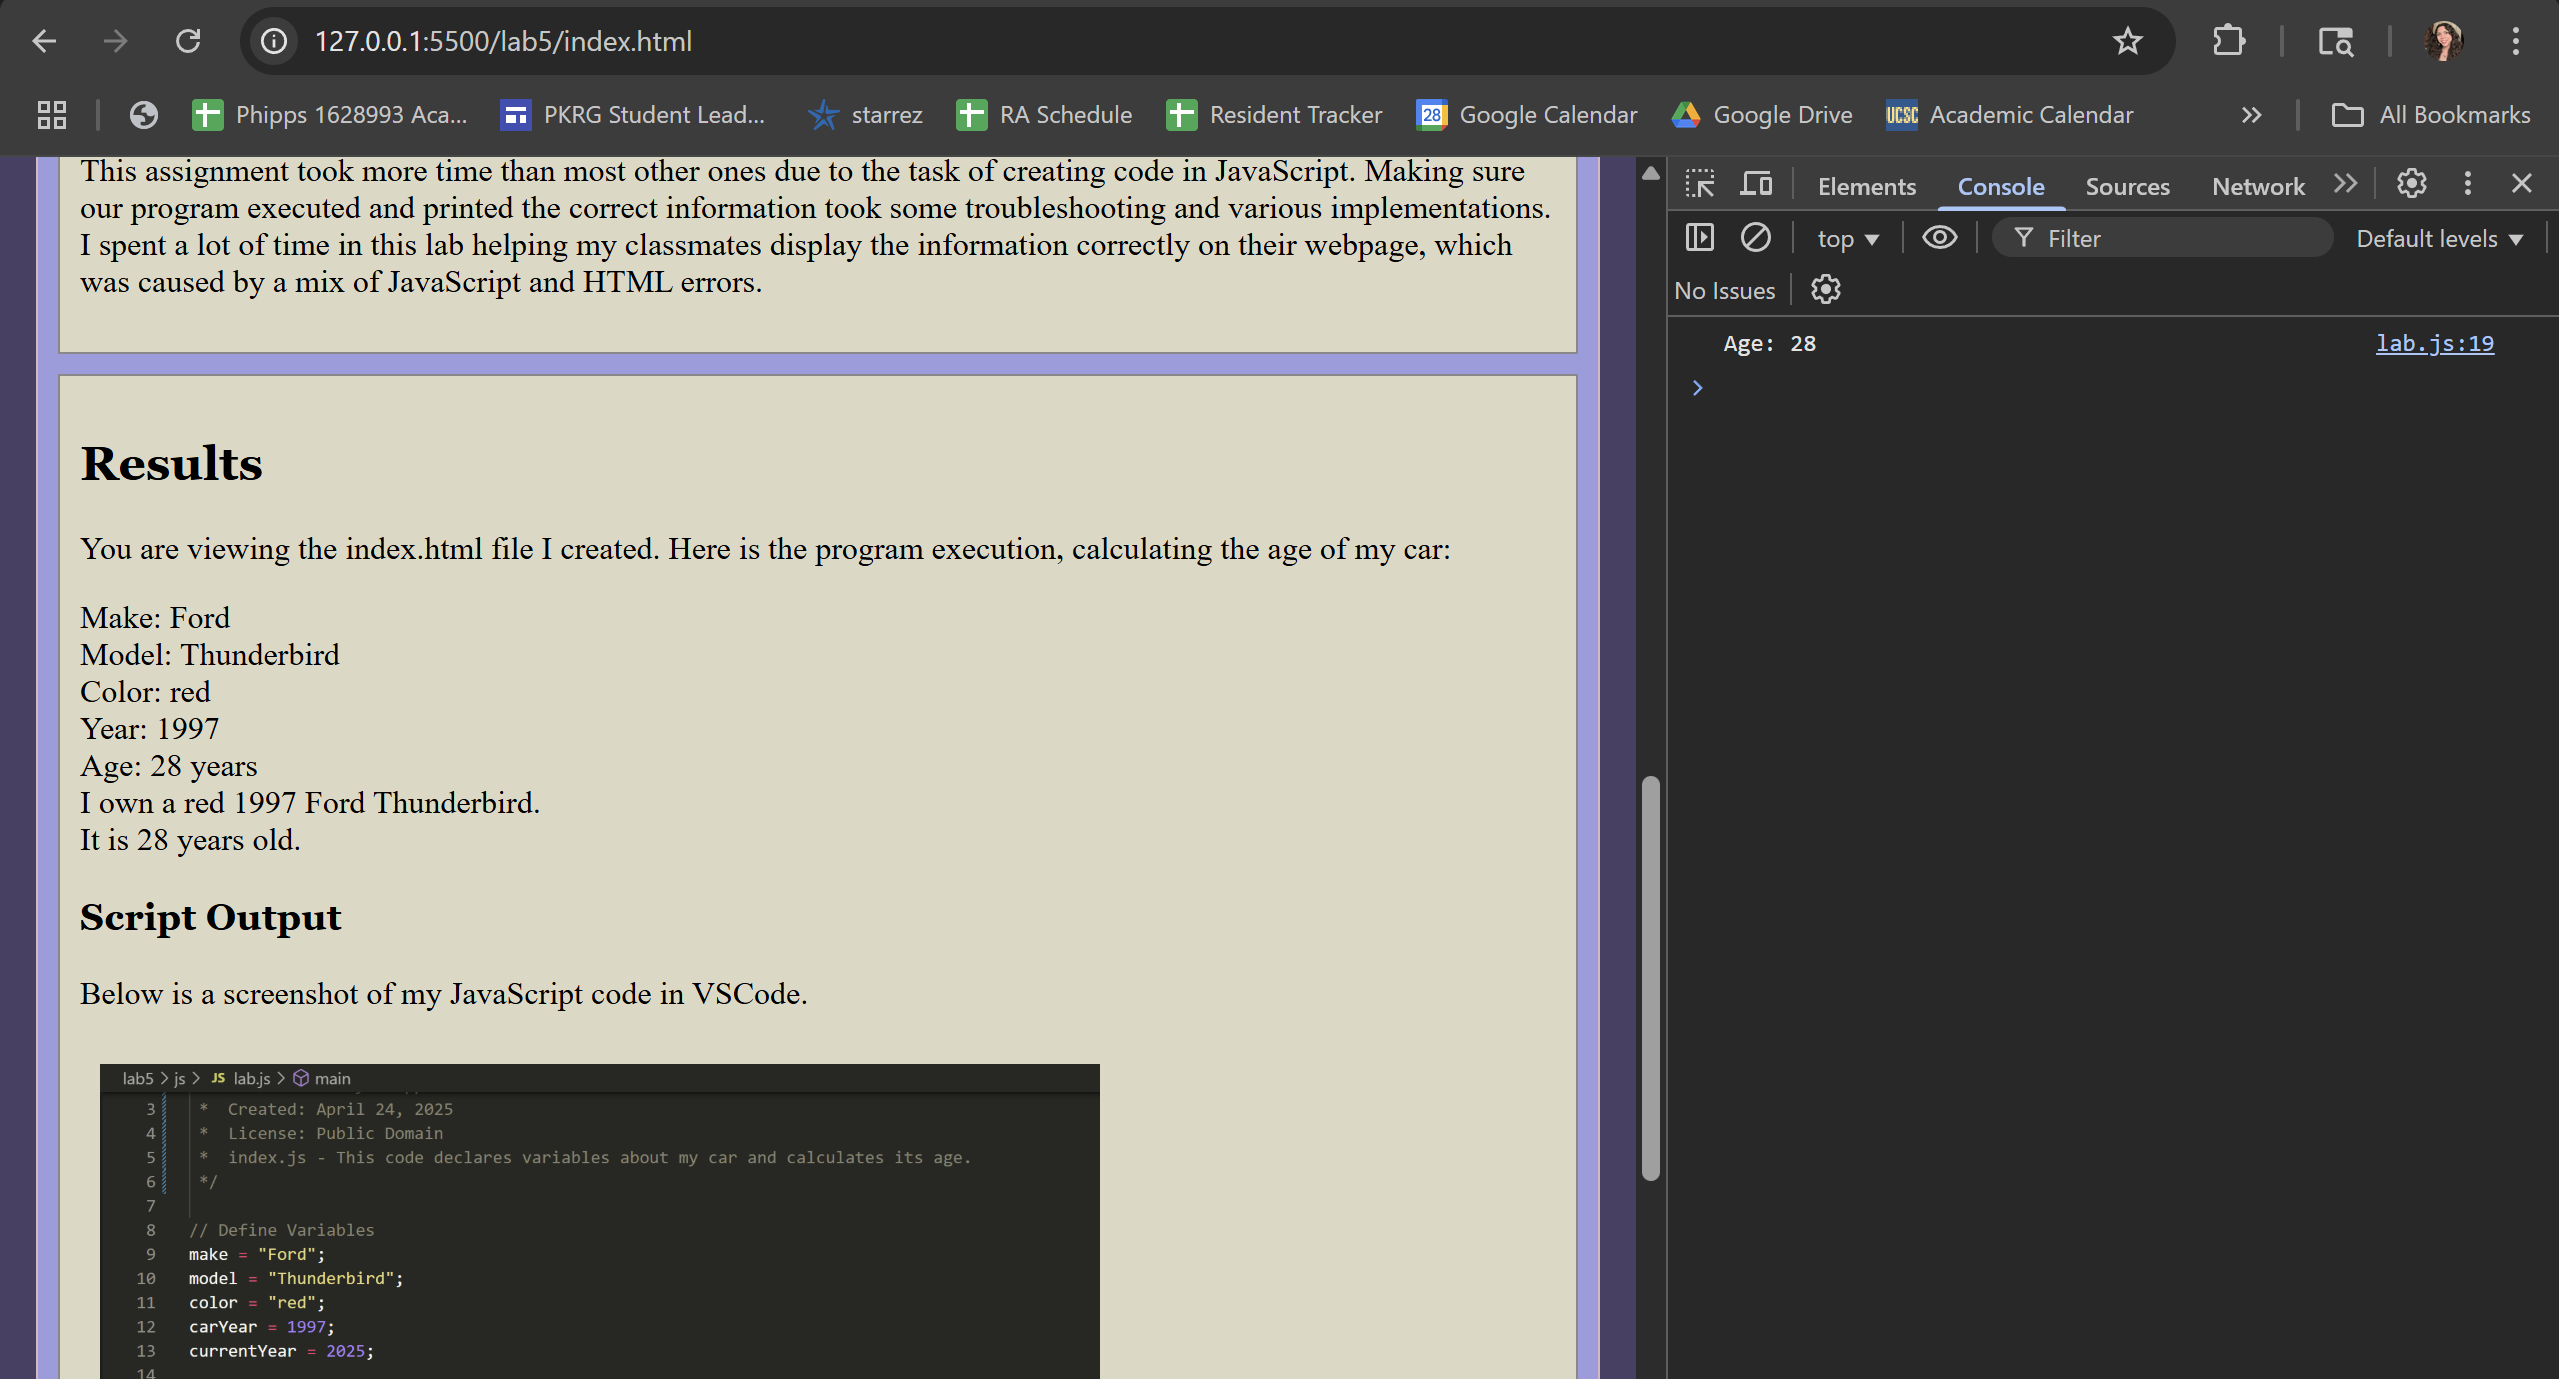 127.0.0.1:5500/lab5/index.html
Phipps 1628993 Aca... PKRG Student Lead... starrez RA Schedule Resident Tracker 28 Google Calendar Google Drive UCSC Academic Calendar All Bookmarks
This assignment took more time than most other ones due to the task of creating code in JavaScript. Making sure
our program executed and printed the correct information took some troubleshooting and various implementations.
I spent a lot of time in this lab helping my classmates display the information correctly on their webpage, which
was caused by a mix of JavaScript and HTML errors.
Results
You are viewing the index.html file I created. Here is the program execution, calculating the age of my car:
Make: Ford
Model: Thunderbird
Color: red
Year: 1997
Age: 28 years
I own a red 1997 Ford Thunderbird.
It is 28 years old.
Script Output
Below is a screenshot of my JavaScript code in VSCode.
lab5 > js > JS lab.js > main
3 * Created: April 24, 2025
4 * License: Public Domain
5 * index.js - This code declares variables about my car and calculates its age.
6 */
7
8 // Define Variables
9 make = "Ford";
10 model = "Thunderbird";
11 color = "red";
12 carYear = 1997;
13 currentYear = 2025;
14
Elements Console Sources Network
top Filter Default levels
No Issues
Age: 28 lab.js:19